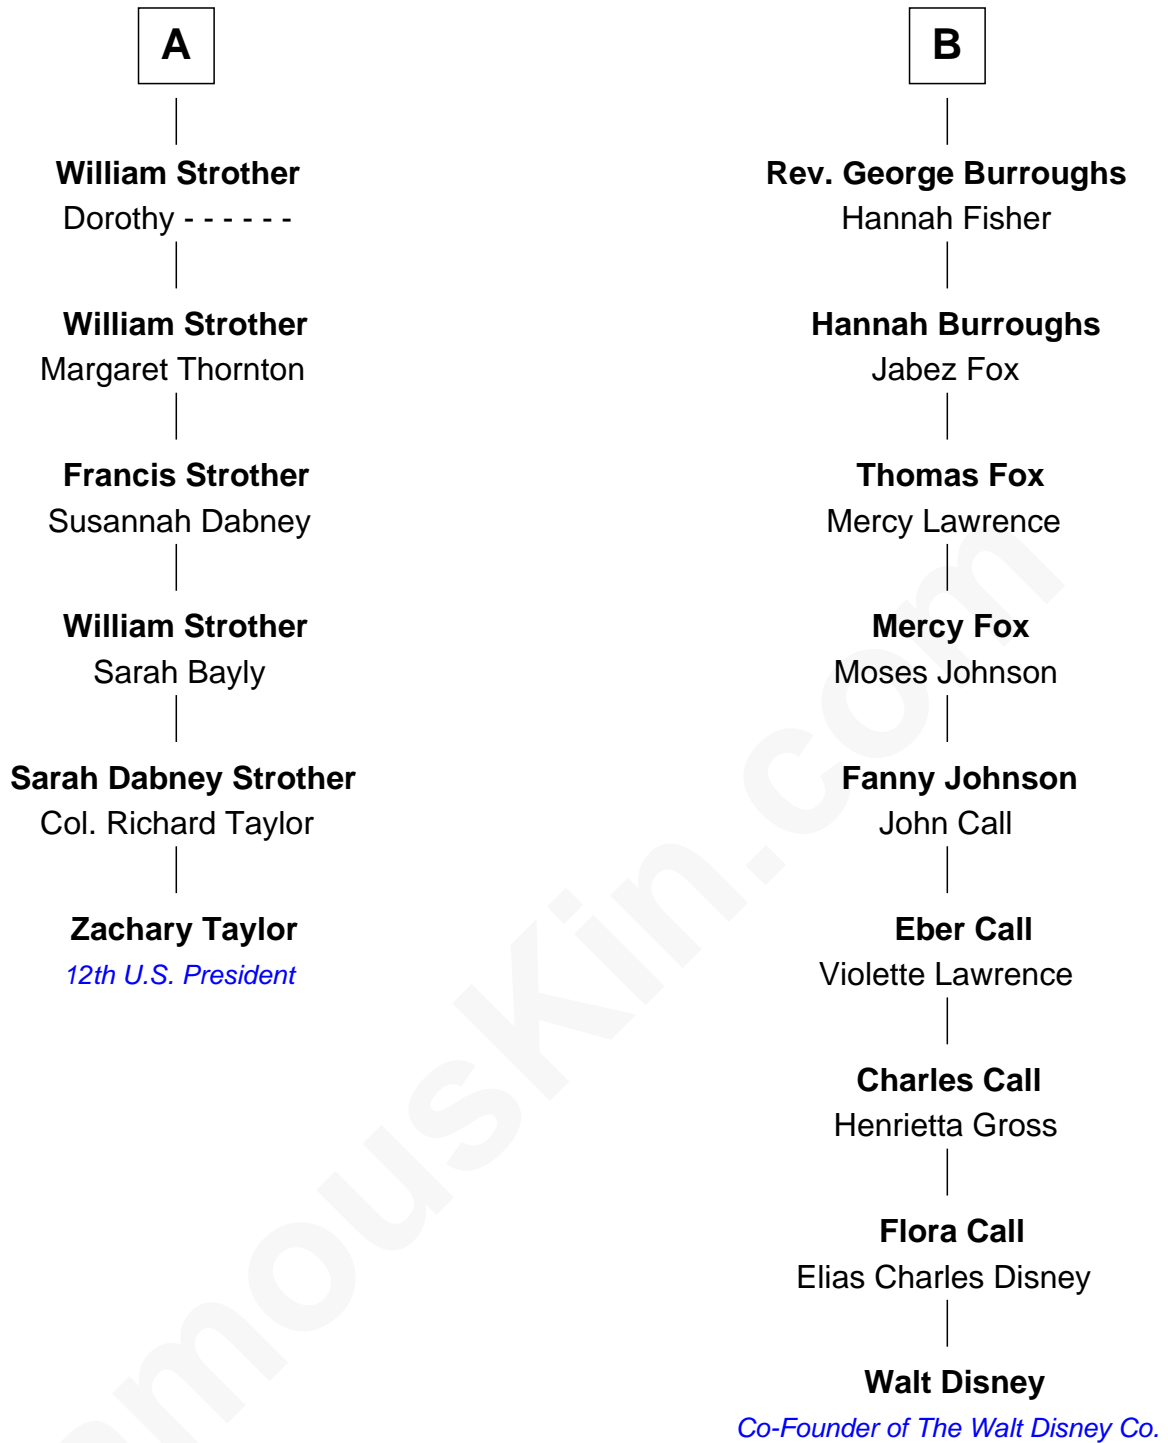 A
William Strother
Dorothy - - - - - -
William Strother
Margaret Thornton
Francis Strother
Susannah Dabney
William Strother
Sarah Bayly
Sarah Dabney Strother
Col. Richard Taylor
Zachary Taylor
12th U.S. President
B
Rev. George Burroughs
Hannah Fisher
Hannah Burroughs
Jabez Fox
Thomas Fox
Mercy Lawrence
Mercy Fox
Moses Johnson
Fanny Johnson
John Call
Eber Call
Violette Lawrence
Charles Call
Henrietta Gross
Flora Call
Elias Charles Disney
Walt Disney
Co-Founder of The Walt Disney Co.
amouskin.com